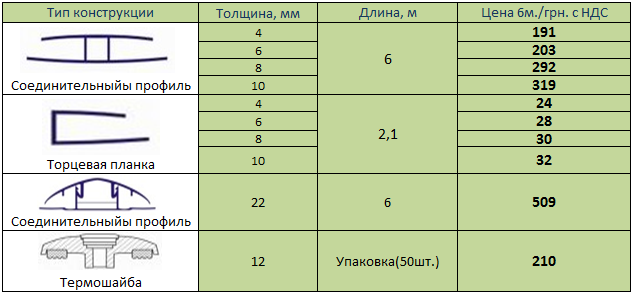 Тип конструкции Толщина, мм Длина, м Цена 6м./грн. с НДС
4 191
6 203
6
8 292
Соединительныйы профиль 10 319
4 24
6 28
2,1
8 30
Торцевая планка 10 32
22 6 509
Соединительныйы профиль
12 Упаковка(50шт.) 210
Термошайба